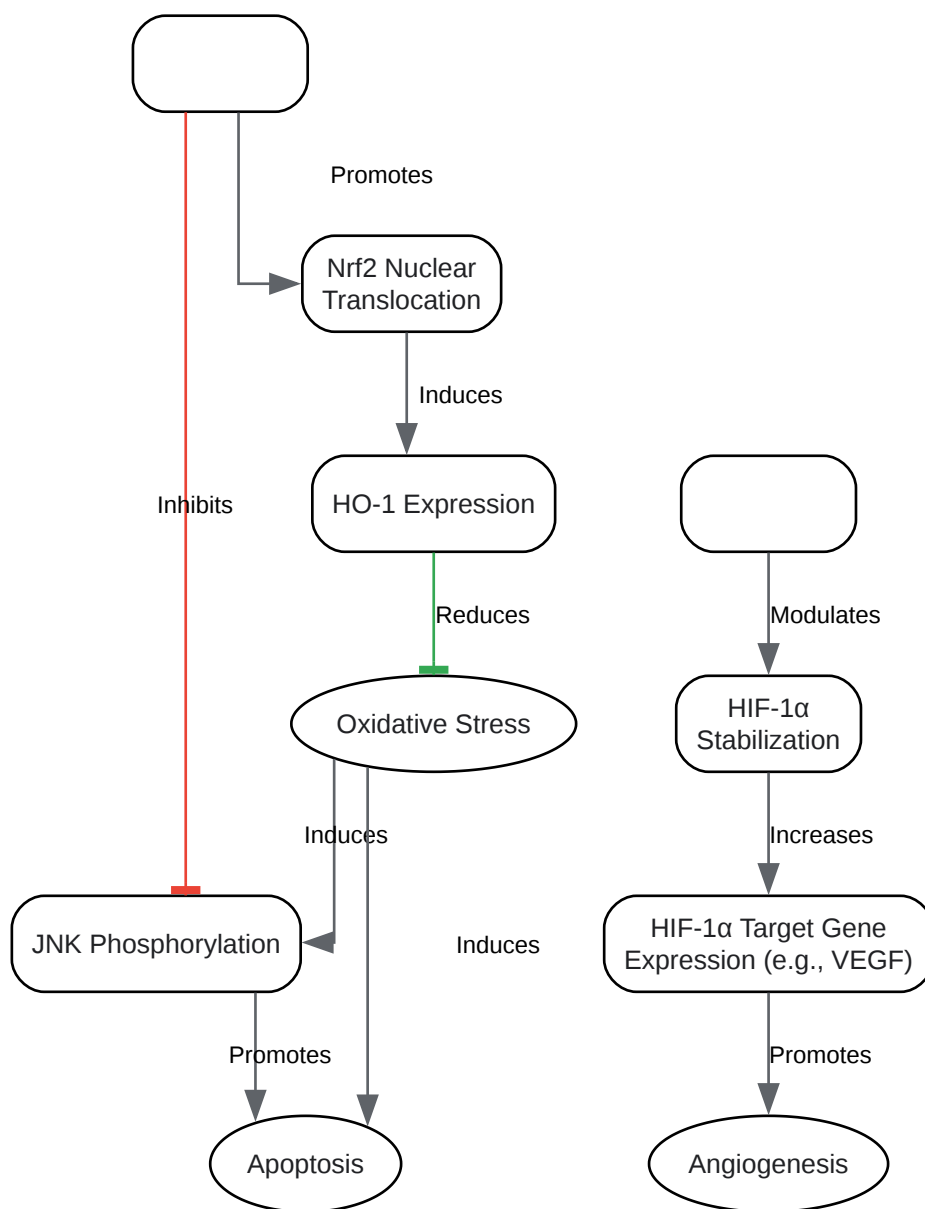 Promotes
Nrf2 Nuclear
Translocation
Induces
Inhibits
HO-1 Expression
Reduces
Modulates
Oxidative Stress
HIF-1α
Stabilization
Induces
Increases
JNK Phosphorylation
Induces
HIF-1α Target Gene
Expression (e.g., VEGF)
Promotes
Promotes
Apoptosis
Angiogenesis